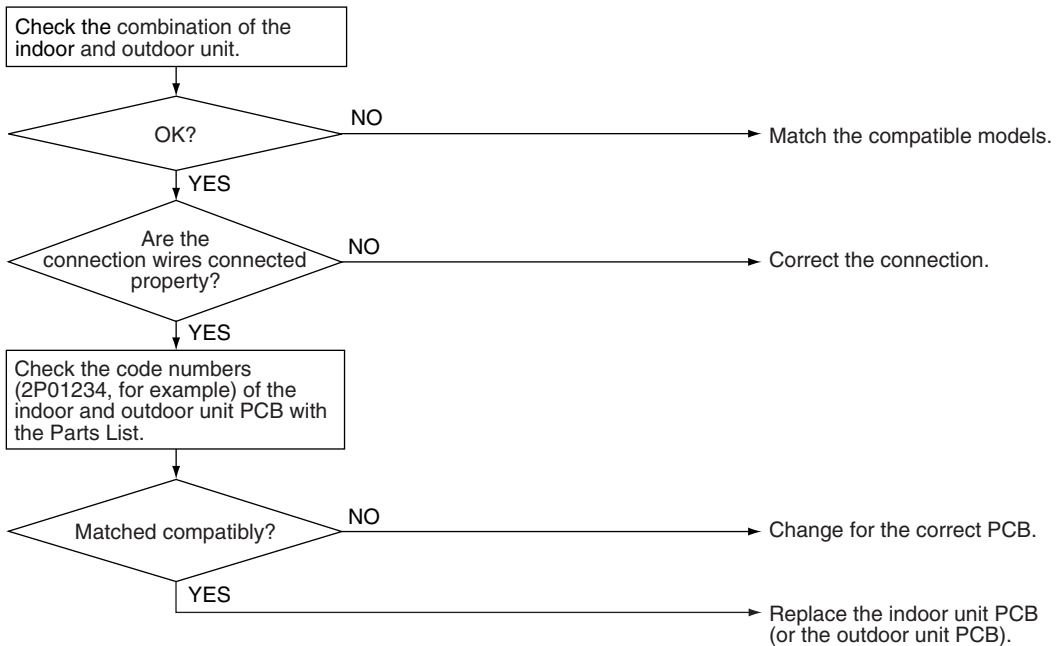 Check the combination of the
indoor and outdoor unit.
OK?
NO
Match the compatible models.
YES
Are the
connection wires connected
property?
NO
Correct the connection.
YES
Check the code numbers
(2P01234, for example) of the
indoor and outdoor unit PCB with
the Parts List.
Matched compatibly?
NO
Change for the correct PCB.
YES
Replace the indoor unit PCB
(or the outdoor unit PCB).